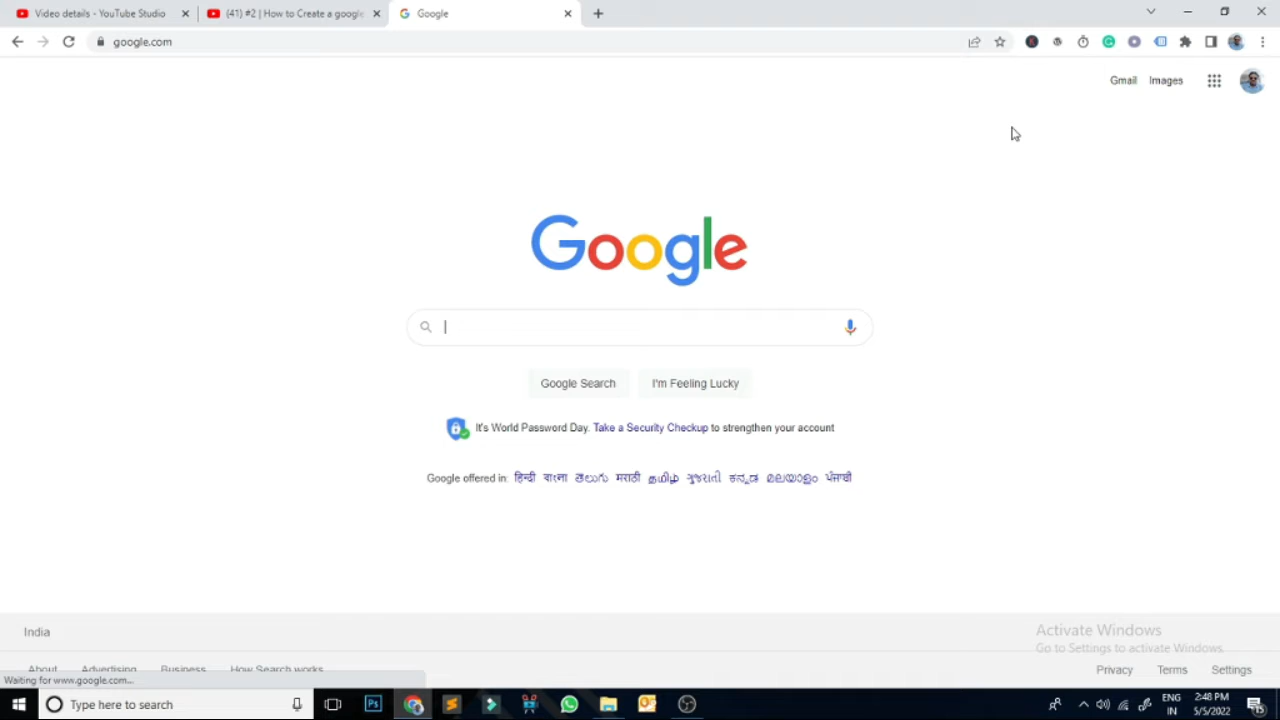 Video details - YouTube Studio
(41) #2 | How to Create a google
Google
google.com
Gmail
Images
Google
Google Search
I'm Feeling Lucky
It's World Password Day. Take a Security Checkup to strengthen your account
Google offered in: हिन्दी বাংলা తెలుగు मराठी தமிழ் ગુજરાતી ಕನ್ನಡ മലയാളം ਪੰਜਾਬੀ
India
Activate Windows
Go to Settings to activate Windows.
About
Advertising
Business
How Search works
Privacy
Terms
Settings
Waiting for www.google.com...
Type here to search
Ps
ENG
IN
2:48 PM
5/5/2022